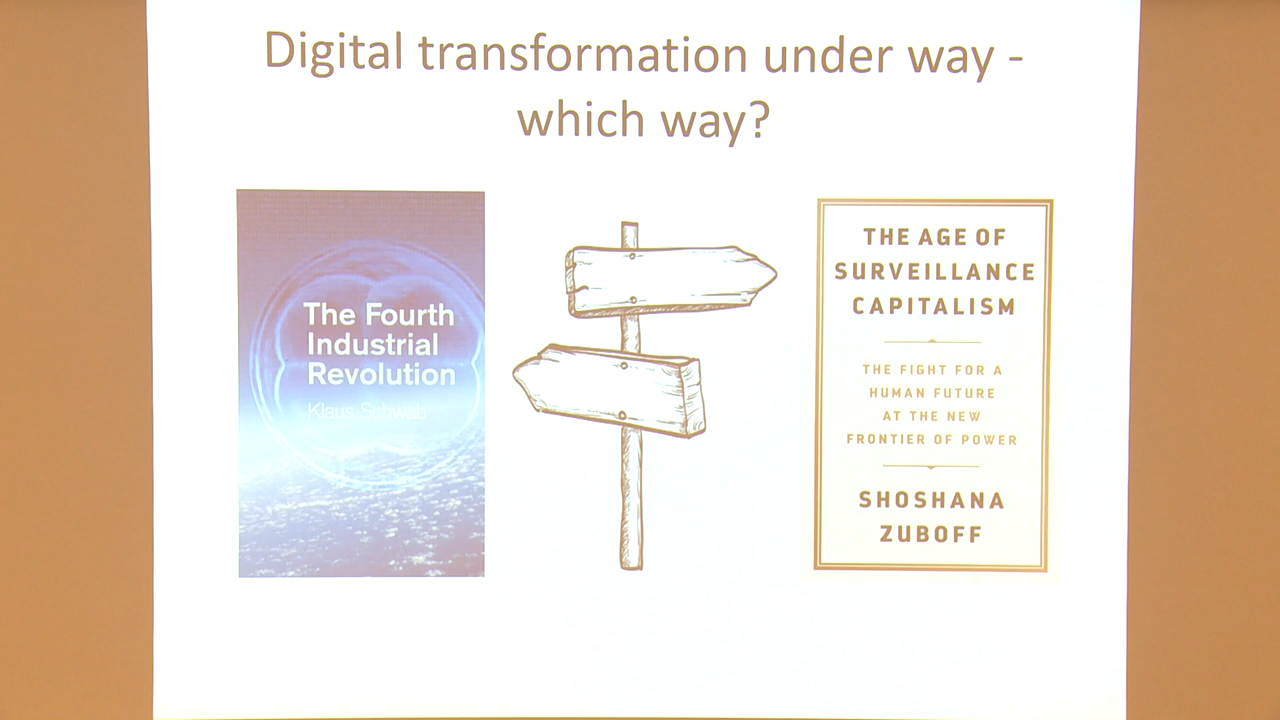 Digital transformation under way -
which way?
The Fourth
Industrial
Revolution
Klaus Schwab
THE AGE OF
SURVEILLANCE
CAPITALISM
THE FIGHT FOR A
HUMAN FUTURE
AT THE NEW
FRONTIER OF POWER
SHOSHANA
ZUBOFF